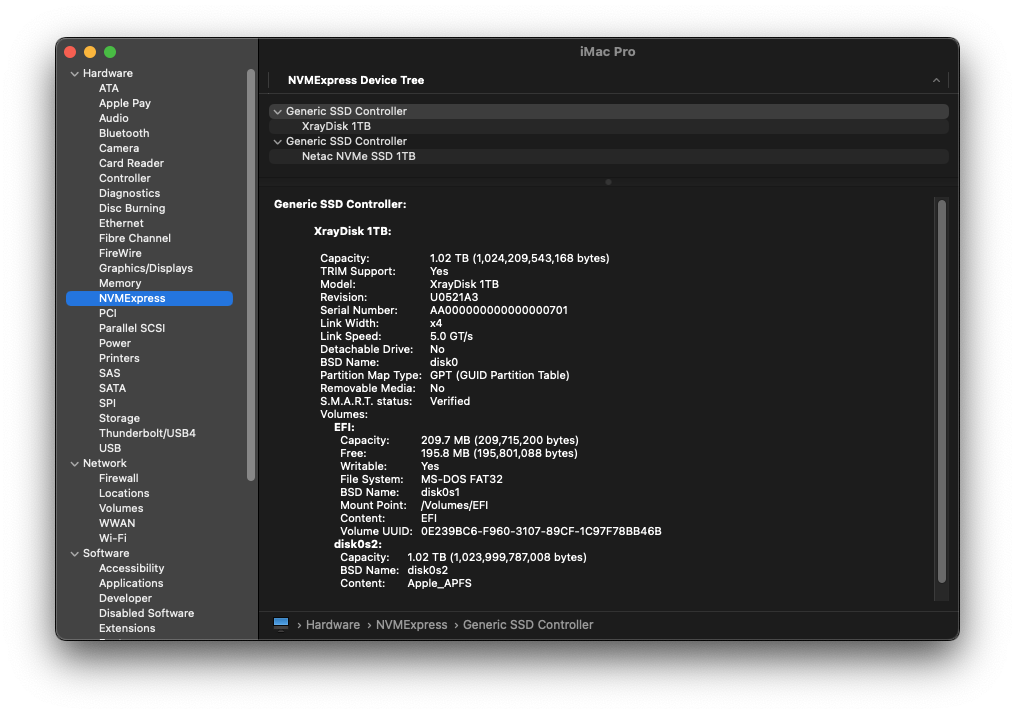 iMac Pro
Hardware
ATA
Apple Pay
Audio
Bluetooth
Camera
Card Reader
Controller
Diagnostics
Disc Burning
Ethernet
Fibre Channel
FireWire
Graphics/Displays
Memory
NVMExpress
PCI
Parallel SCSI
Power
Printers
SAS
SATA
SPI
Storage
Thunderbolt/USB4
USB
Network
Firewall
Locations
Volumes
WWAN
Wi-Fi
Software
Accessibility
Applications
Developer
Disabled Software
Extensions
NVMExpress Device Tree
Generic SSD Controller
XrayDisk 1TB
Generic SSD Controller
Netac NVMe SSD 1TB
Generic SSD Controller:
XrayDisk 1TB:
Capacity: 1.02 TB (1,024,209,543,168 bytes)
TRIM Support: Yes
Model: XrayDisk 1TB
Revision: U0521A3
Serial Number: AA000000000000000701
Link Width: x4
Link Speed: 5.0 GT/s
Detachable Drive: No
BSD Name: disk0
Partition Map Type: GPT (GUID Partition Table)
Removable Media: No
S.M.A.R.T. status: Verified
Volumes:
EFI:
Capacity: 209.7 MB (209,715,200 bytes)
Free: 195.8 MB (195,801,088 bytes)
Writable: Yes
File System: MS-DOS FAT32
BSD Name: disk0s1
Mount Point: /Volumes/EFI
Content: EFI
Volume UUID: 0E239BC6-F960-3107-89CF-1C97F78BB46B
disk0s2:
Capacity: 1.02 TB (1,023,999,787,008 bytes)
BSD Name: disk0s2
Content: Apple_APFS
› Hardware › NVMExpress › Generic SSD Controller